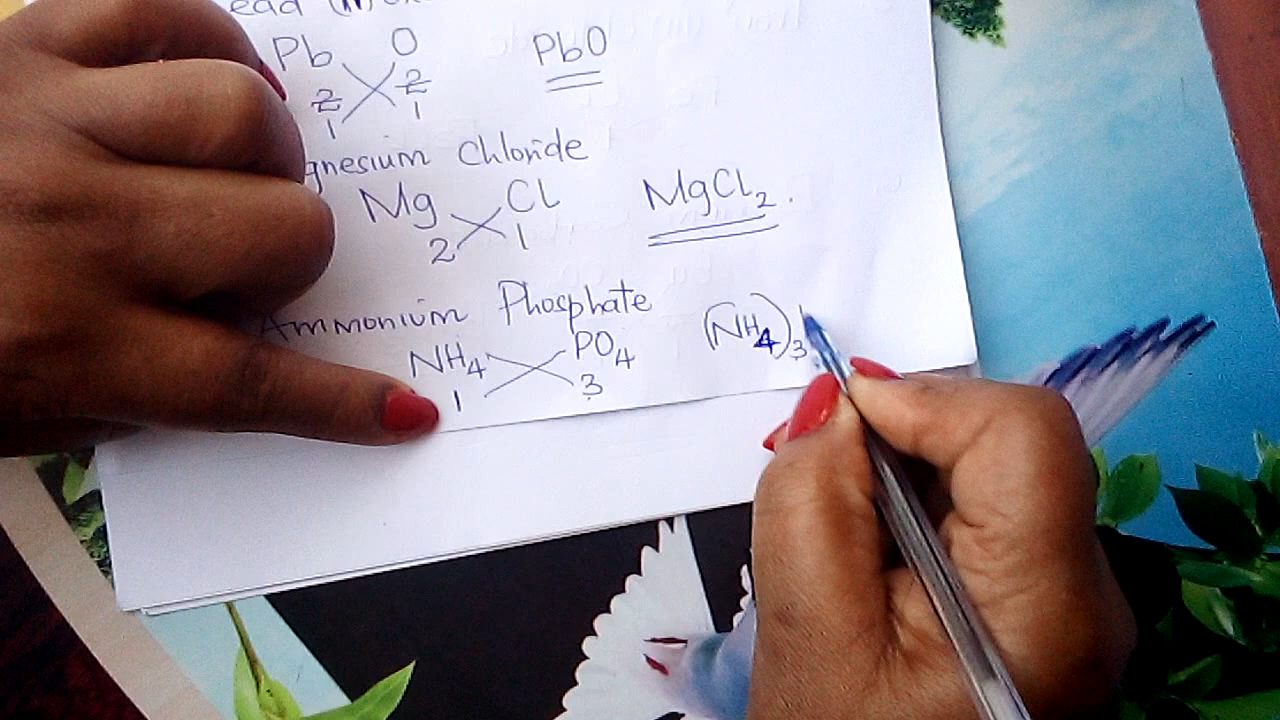 Pb O PbO
2 2
1 1
Chloride
Mg Cl MgCl2.
2 1
Ammonium Phosphate
NH4 PO4 (NH4)3
1 3